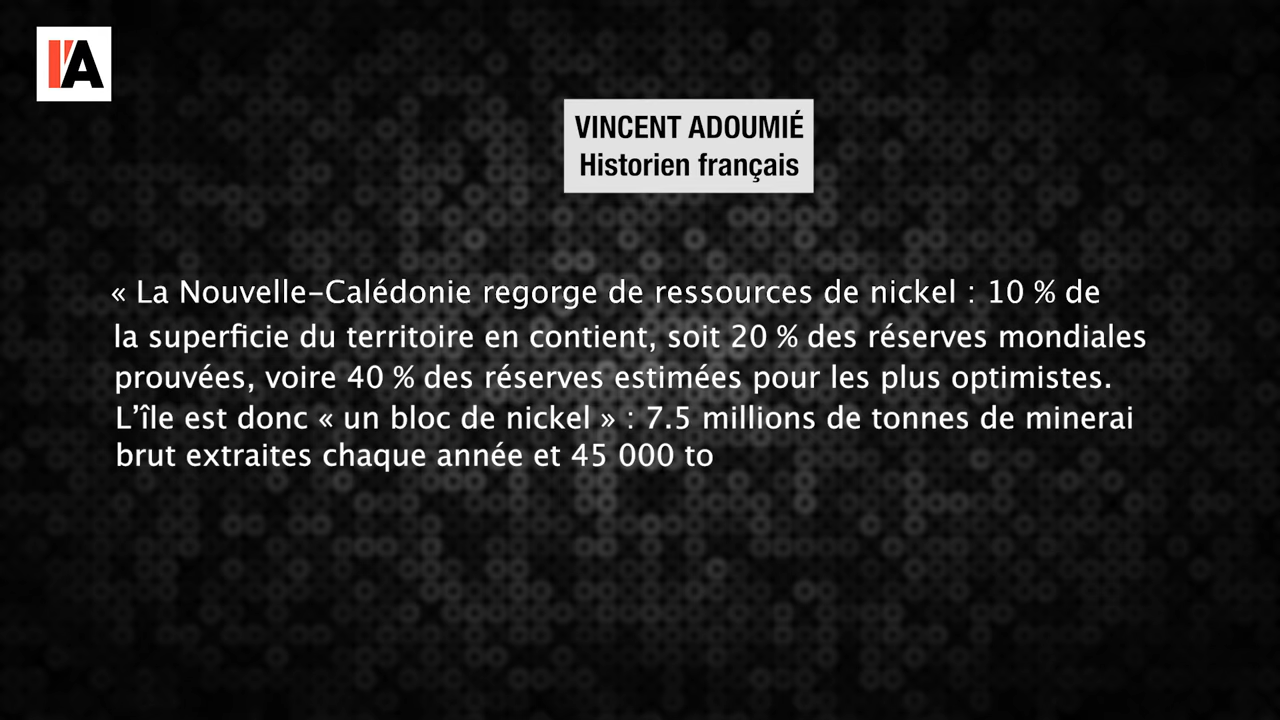 I'A
VINCENT ADOUMIÉ
Historien français
« La Nouvelle-Calédonie regorge de ressources de nickel : 10 % de
la superficie du territoire en contient, soit 20 % des réserves mondiales
prouvées, voire 40 % des réserves estimées pour les plus optimistes.
L’île est donc « un bloc de nickel » : 7.5 millions de tonnes de minerai
brut extraites chaque année et 45 000 to